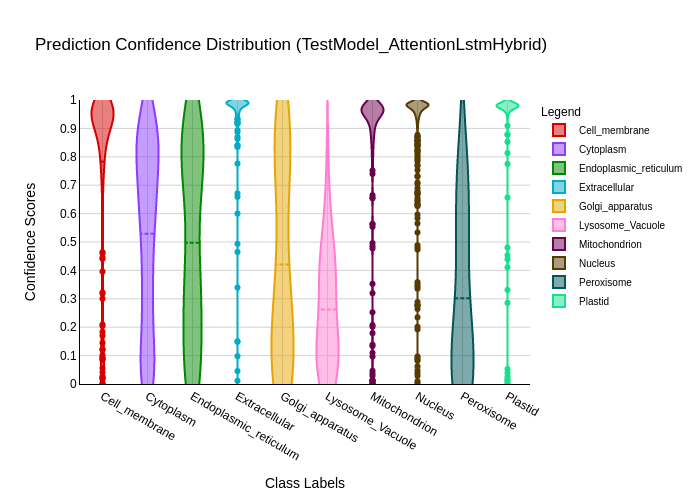 Prediction Confidence Distribution (TestModel_AttentionLstmHybrid)
Legend
Cell_membrane
Cytoplasm
Endoplasmic_reticulum
Extracellular
Golgi_apparatus
Lysosome_Vacuole
Mitochondrion
Nucleus
Peroxisome
Plastid
Confidence Scores
1
0.9
0.8
0.7
0.6
0.5
0.4
0.3
0.2
0.1
0
Cell_membrane
Cytoplasm
Endoplasmic_reticulum
Extracellular
Golgi_apparatus
Lysosome_Vacuole
Mitochondrion
Nucleus
Peroxisome
Plastid
Class Labels